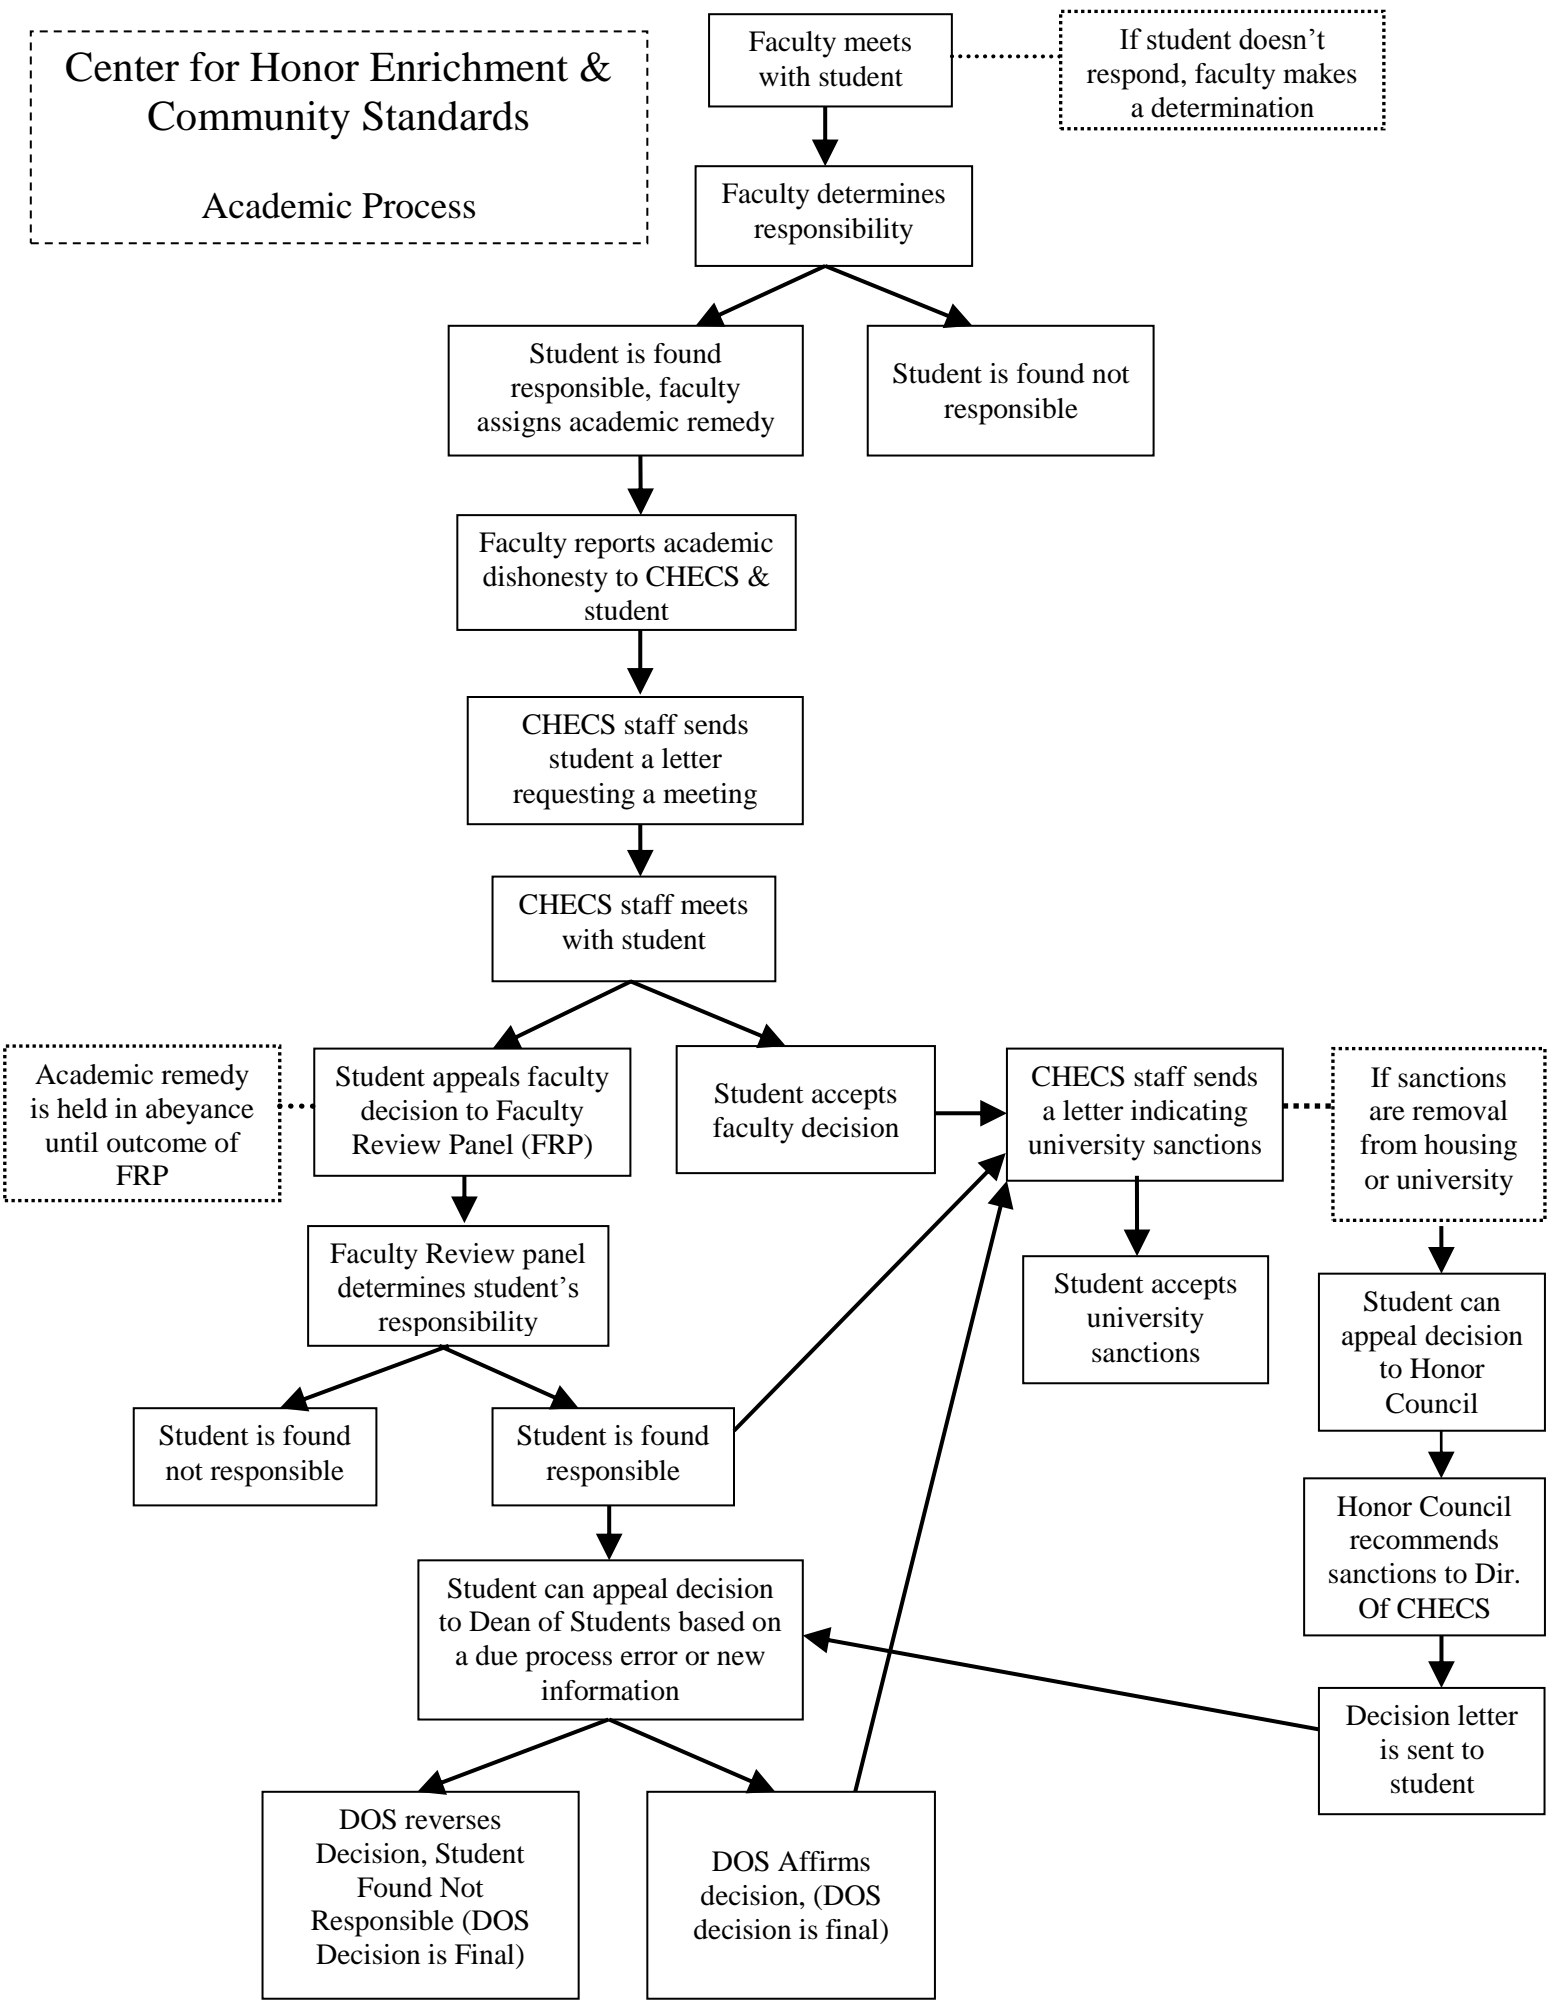 Center for Honor Enrichment &
Community Standards
Academic Process
Faculty meets
with student
If student doesn’t
respond, faculty makes
a determination
Faculty determines
responsibility
Student is found
responsible, faculty
assigns academic remedy
Student is found not
responsible
Faculty reports academic
dishonesty to CHECS &
student
CHECS staff sends
student a letter
requesting a meeting
CHECS staff meets
with student
Academic remedy
is held in abeyance
until outcome of
FRP
Student appeals faculty
decision to Faculty
Review Panel (FRP)
Student accepts
faculty decision
CHECS staff sends
a letter indicating
university sanctions
If sanctions
are removal
from housing
or university
Faculty Review panel
determines student’s
responsibility
Student accepts
university
sanctions
Student can
appeal decision
to Honor
Council
Student is found
not responsible
Student is found
responsible
Honor Council
recommends
sanctions to Dir.
Of CHECS
Student can appeal decision
to Dean of Students based on
a due process error or new
information
Decision letter
is sent to
student
DOS reverses
Decision, Student
Found Not
Responsible (DOS
Decision is Final)
DOS Affirms
decision, (DOS
decision is final)